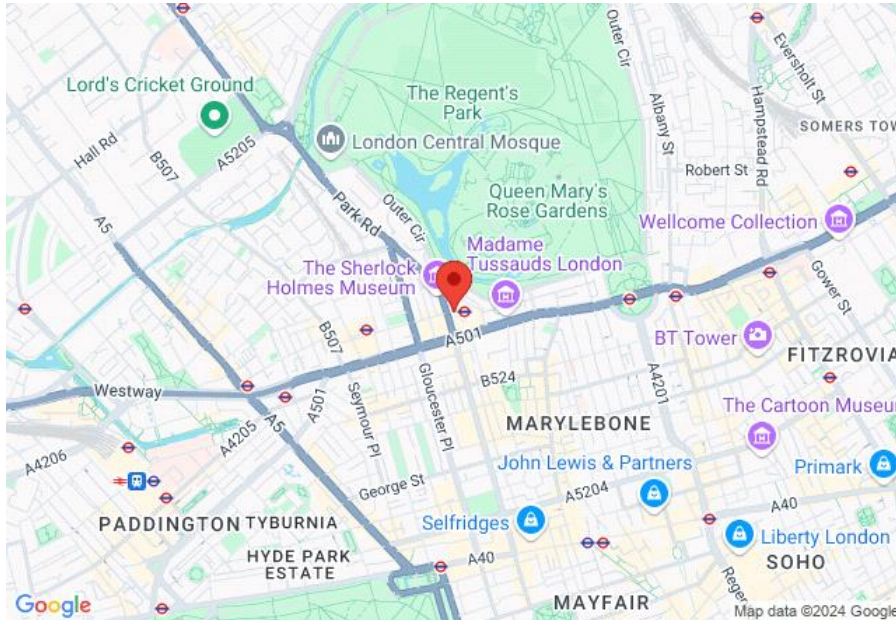 Lord's Cricket Ground
The Regent's
Park
Outer Cir
Albany St
Hampstead Rd
Eversholt St
SOMERS TOW
Hall Rd
B507
A5205
London Central Mosque
Robert St
A5
Park Rd
Outer Cir
Queen Mary's
Rose Gardens
Wellcome Collection
The Sherlock
Holmes Museum
Madame
Tussauds London
Gower St
B507
A501
BT Tower
FITZROVIA
Westway
A501
Seymour Pl
Gloucester Pl
B524
A4201
MARYLEBONE
The Cartoon Museum
A5
A4205
A4206
George St
John Lewis & Partners
A5204
Primark
A40
PADDINGTON
TYBURNIA
Selfridges
Liberty London
HYDE PARK
ESTATE
A40
SOHO
MAYFAIR
Reger
Google
Map data ©2024 Google